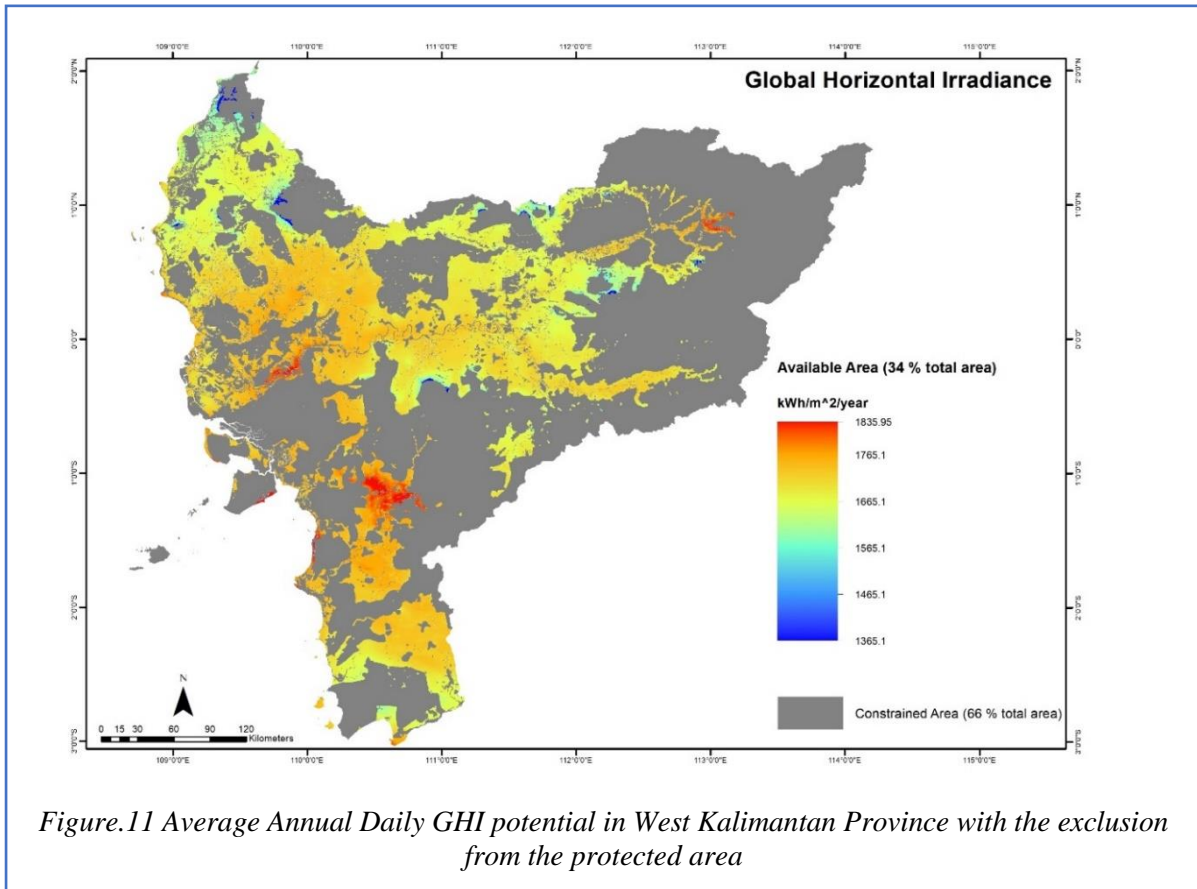 109°0'0"E 110°0'0"E 111°0'0"E 112°0'0"E 113°0'0"E 114°0'0"E 115°0'0"E
2°0'0"N 2°0'0"N
Global Horizontal Irradiance
1°0'0"N 1°0'0"N
0°0'0" 0°0'0"
Available Area (34 % total area)
kWh/m^2/year
1835.95
1765.1
1665.1
1565.1
1465.1
1365.1
1°0'0"S 1°0'0"S
2°0'0"S 2°0'0"S
N
Constrained Area (66 % total area)
0 15 30 60 90 120
Kilometers
3°0'0"S 3°0'0"S
109°0'0"E 110°0'0"E 111°0'0"E 112°0'0"E 113°0'0"E 114°0'0"E 115°0'0"E
Figure.11 Average Annual Daily GHI potential in West Kalimantan Province with the exclusion
from the protected area